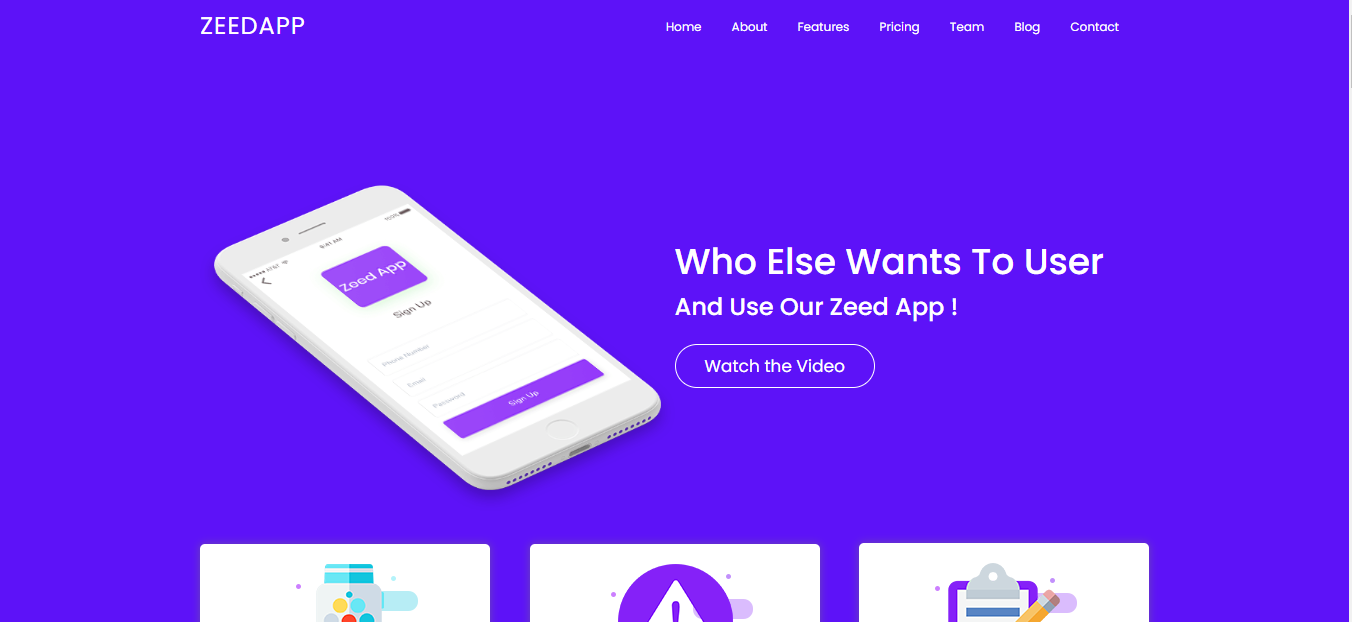 ZEEDAPP
Home About Features Pricing Team Blog Contact
Who Else Wants To User
And Use Our Zeed App !
Watch the Video
100%
9:41 AM
AT&T
Zeed App
Sign Up
Phone Number
Email
Password
Sign Up